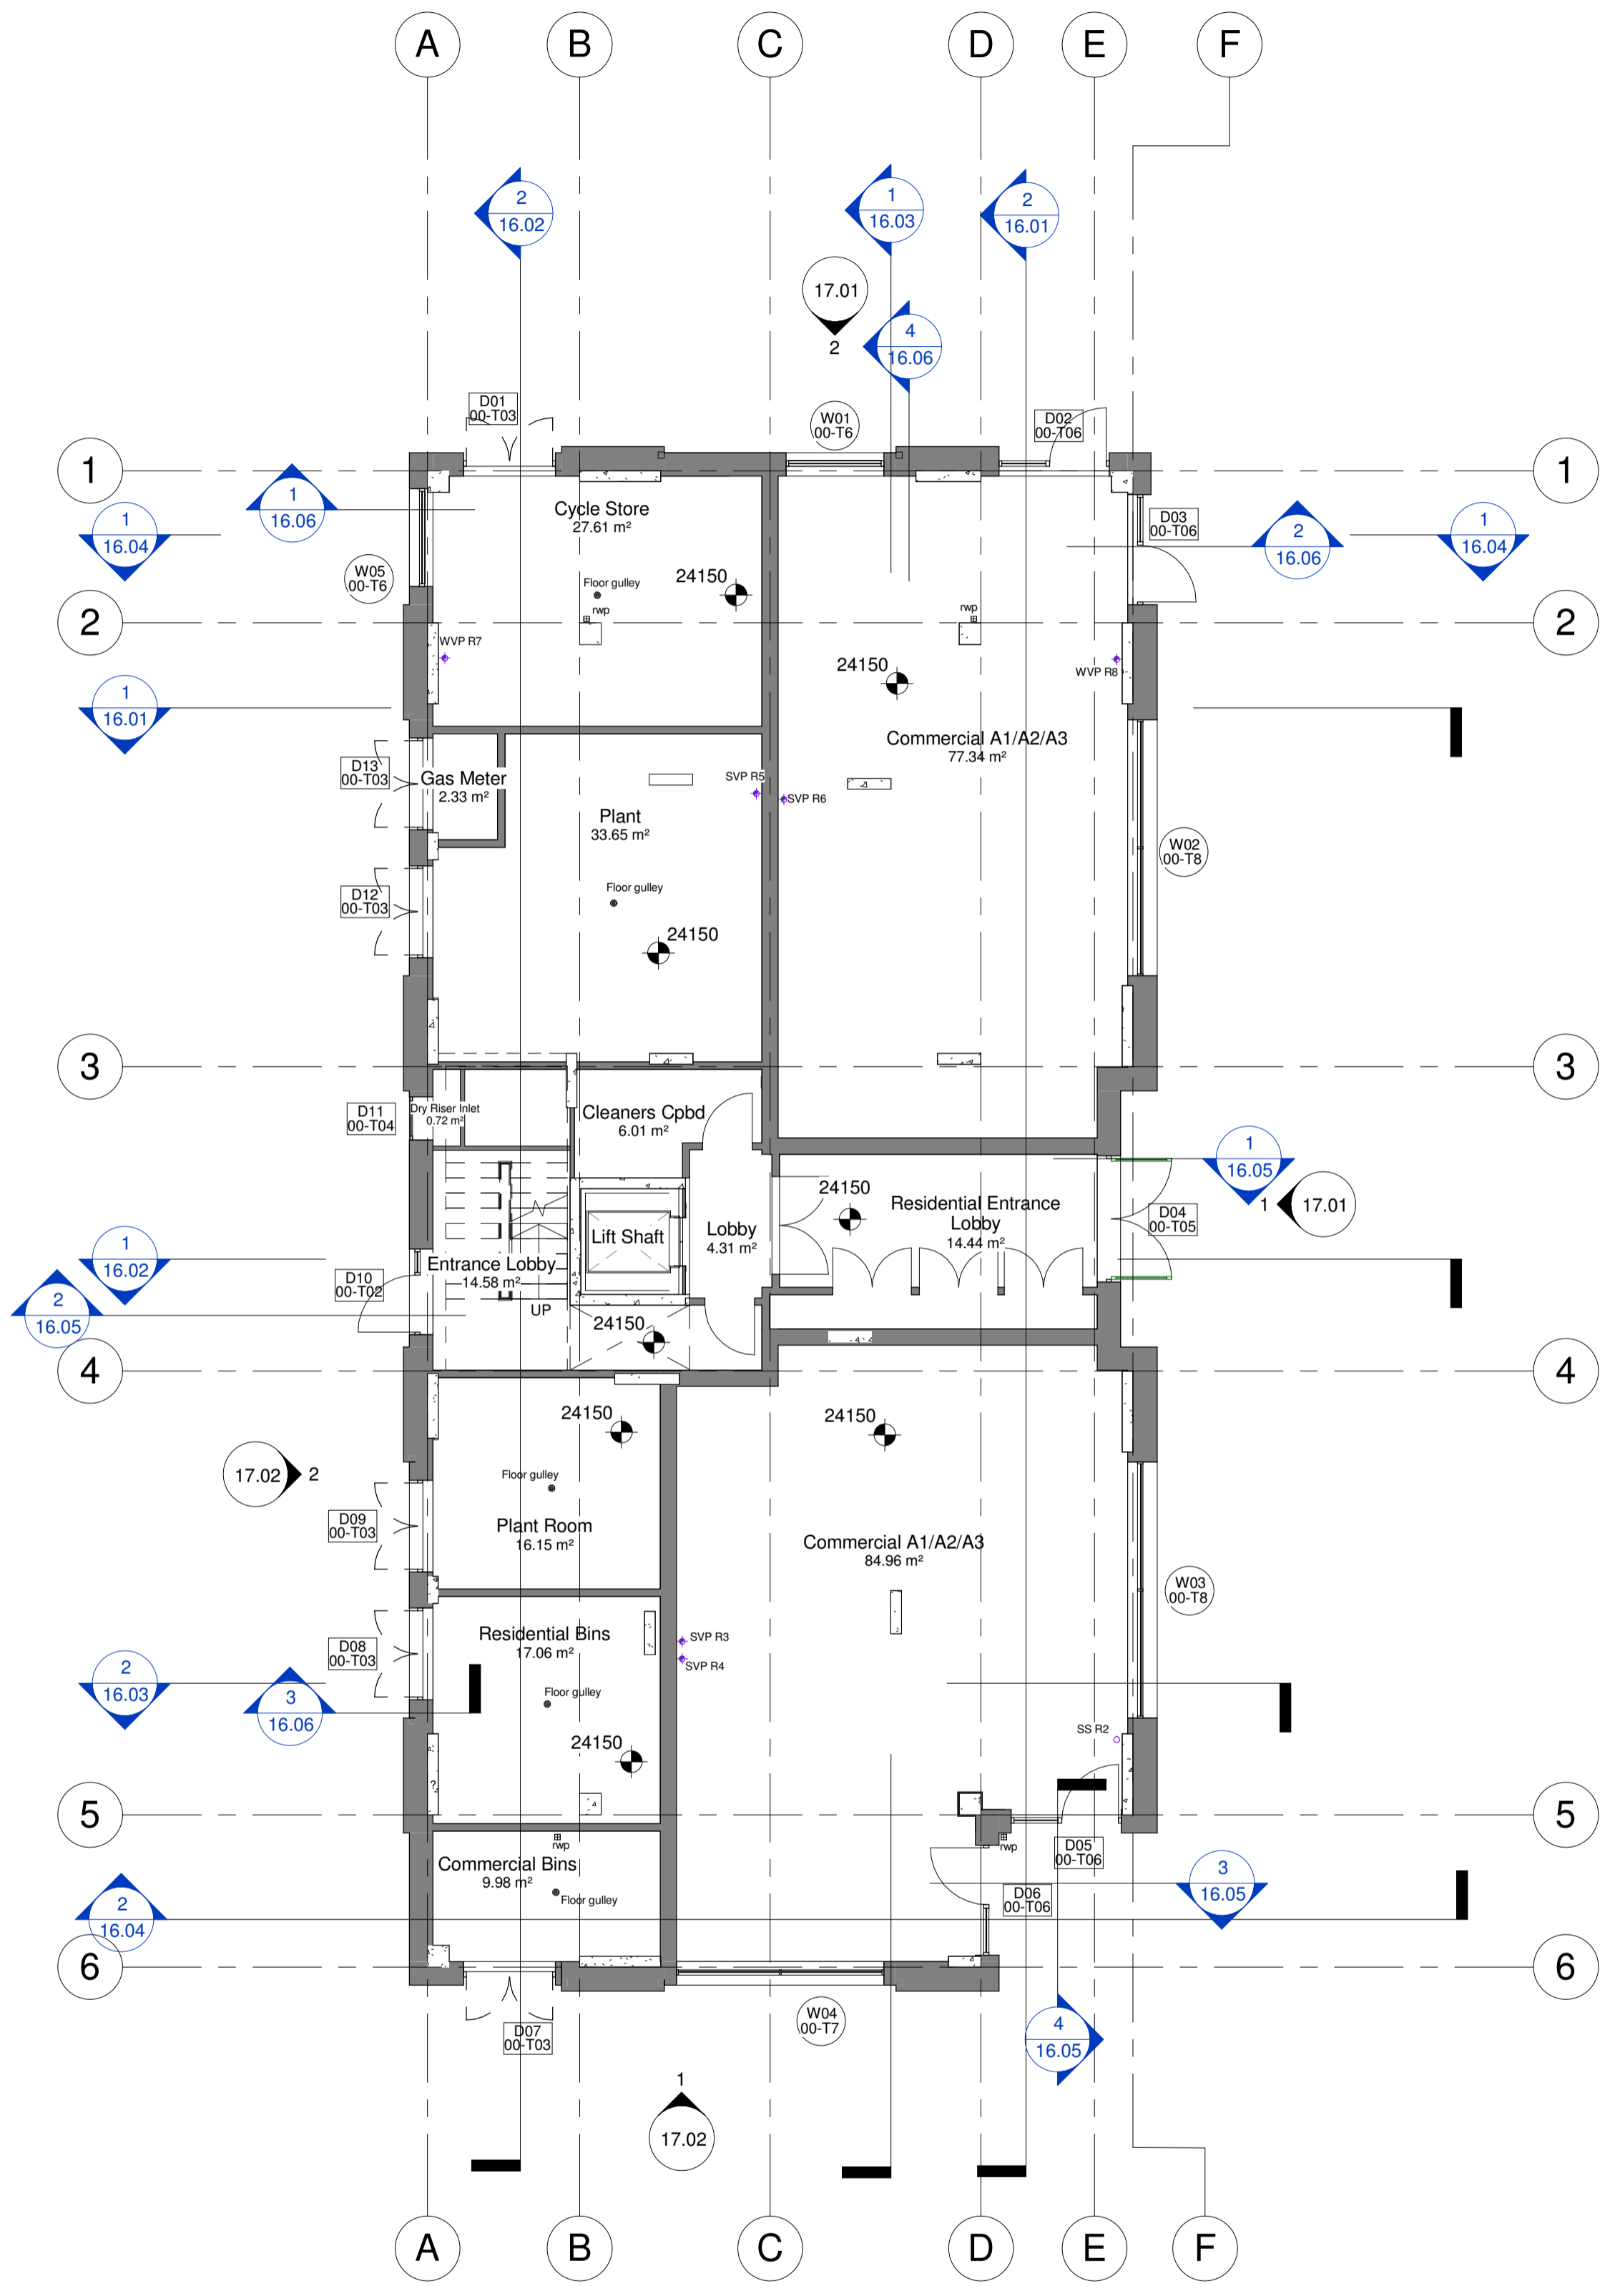 A
B
C
D
E
F
2
16.02
1
16.03
2
16.01
17.01
2
4
16.06
D01
00-T03
W01
00-T6
D02
00-T06
1
1
1
16.06
Cycle Store
27.61 m²
D03
00-T06
1
16.04
2
16.06
1
16.04
W05
00-T6
24150
Floor gulley
rwp
rwp
2
2
WVP R7
24150
WVP R8
1
16.01
Commercial A1/A2/A3
77.34 m²
D13
00-T03
Gas Meter
2.33 m²
SVP R5
SVP R6
Plant
33.65 m²
W02
00-T8
D12
00-T03
Floor gulley
24150
3
3
D11
00-T04
Dry Riser Inlet
0.72 m²
Cleaners Cpbd
6.01 m²
1
16.05
24150
Residential Entrance
Lobby
14.44 m²
1
17.01
D04
00-T05
Lift Shaft
Lobby
4.31 m²
1
16.02
Entrance Lobby
14.58 m²
D10
00-T02
UP
2
16.05
24150
4
4
24150
24150
17.02
2
Floor gulley
D09
00-T03
Plant Room
16.15 m²
Commercial A1/A2/A3
84.96 m²
W03
00-T8
Residential Bins
17.06 m²
SVP R3
SVP R4
D08
00-T03
2
16.03
3
16.06
Floor gulley
SS R2
24150
5
5
rwp
rwp
D05
00-T06
Commercial Bins
9.98 m²
Floor gulley
3
16.05
D06
00-T06
2
16.04
6
6
W04
00-T7
D07
00-T03
4
16.05
1
17.02
A
B
C
D
E
F